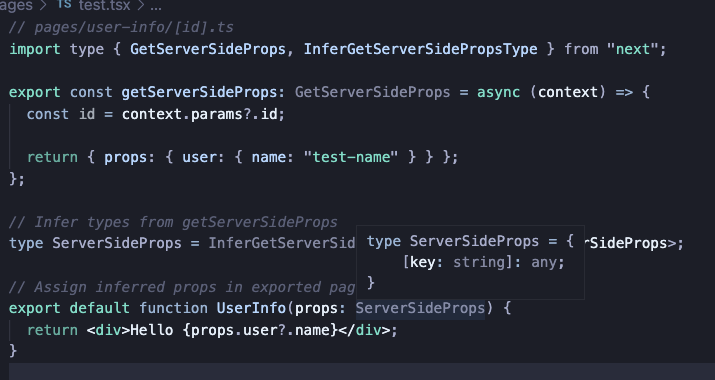 ages > TS test.tsx > ...
// pages/user-info/[id].ts
import type { GetServerSideProps, InferGetServerSidePropsType } from "next";
export const getServerSideProps: GetServerSideProps = async (context) => {
const id = context.params?.id;
return { props: { user: { name: "test-name" } } };
};
// Infer types from getServerSideProps
type ServerSideProps = InferGetServerSid
rSideProps>;
type ServerSideProps = {
[key: string]: any;
}
// Assign inferred props in exported pag
export default function UserInfo(props: ServerSideProps) {
return <div>Hello {props.user?.name}</div>;
}